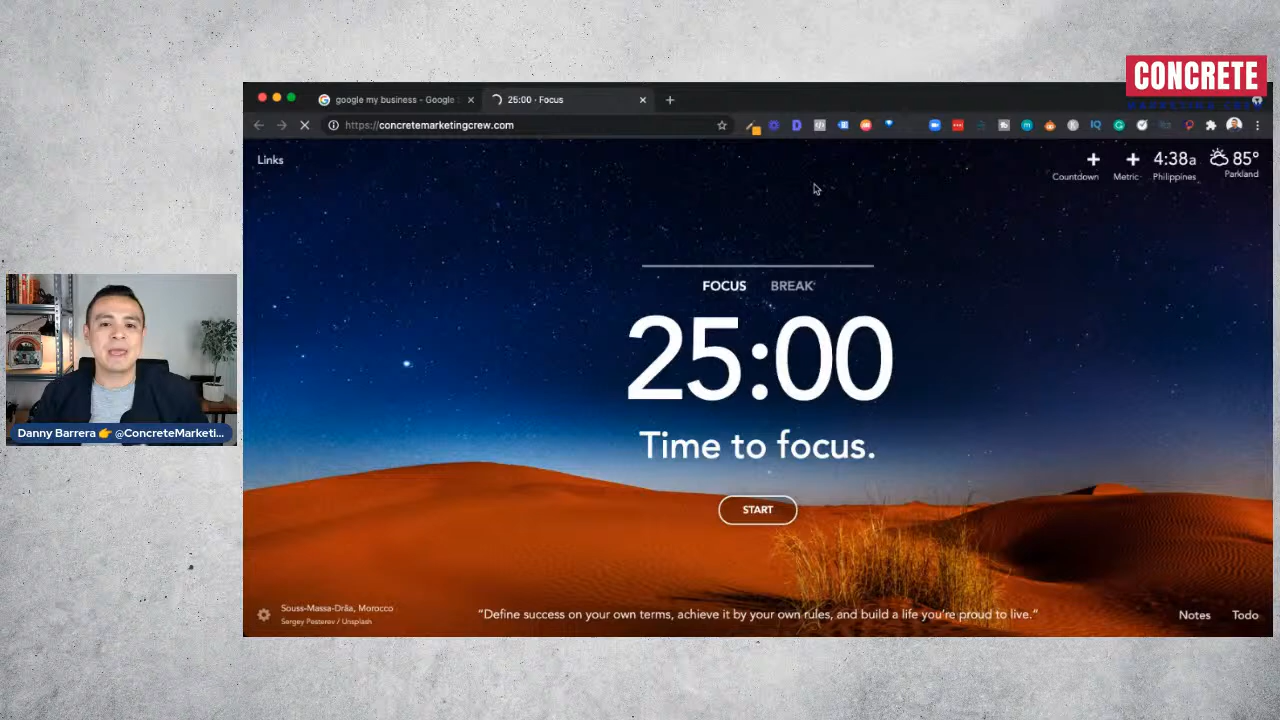 CONCRETE
google my business - Google
25:00 · Focus
https://concretemarketingcrew.com
Links
Countdown
Metric
4:38a
Philippines
85°
Parkland
FOCUS BREAK
25:00
Time to focus.
START
Danny Barrera 👉 @ConcreteMarketi...
Souss-Massa-Drâa, Morocco
Sergey Pesterev / Unsplash
“Define success on your own terms, achieve it by your own rules, and build a life you're proud to live.”
Notes
Todo